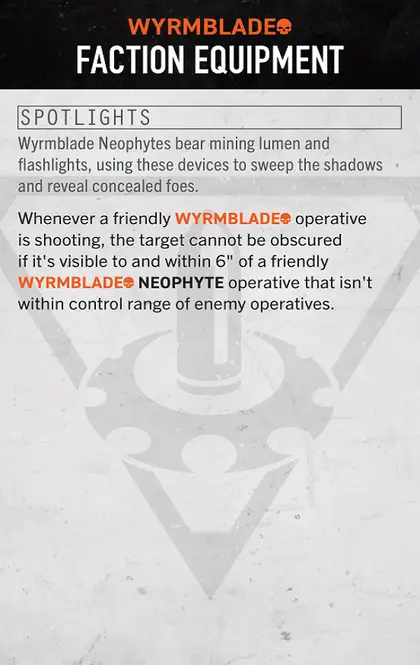 WYRMBLADE
FACTION EQUIPMENT
SPOTLIGHTS
Wyrmblade Neophytes bear mining lumen and
flashlights, using these devices to sweep the shadows
and reveal concealed foes.
Whenever a friendly WYRMBLADE operative
is shooting, the target cannot be obscured
if it's visible to and within 6" of a friendly
WYRMBLADE NEOPHYTE operative that isn't
within control range of enemy operatives.